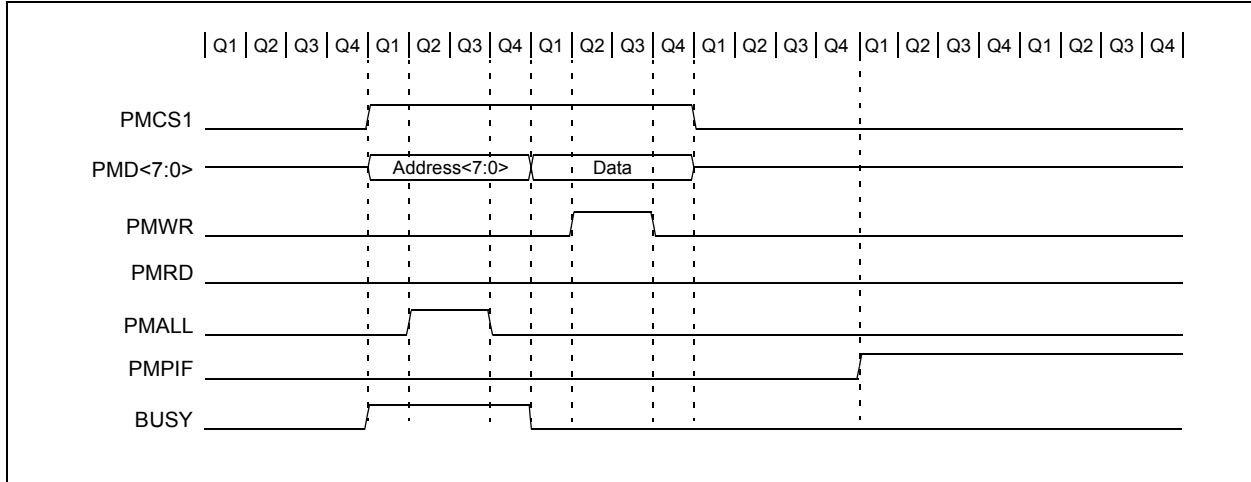 Q1 Q2 Q3 Q4 Q1 Q2 Q3 Q4 Q1 Q2 Q3 Q4 Q1 Q2 Q3 Q4 Q1 Q2 Q3 Q4 Q1 Q2 Q3 Q4
PMCS1
PMD<7:0> Address<7:0> Data
PMWR
PMRD
PMALL
PMPIF
BUSY